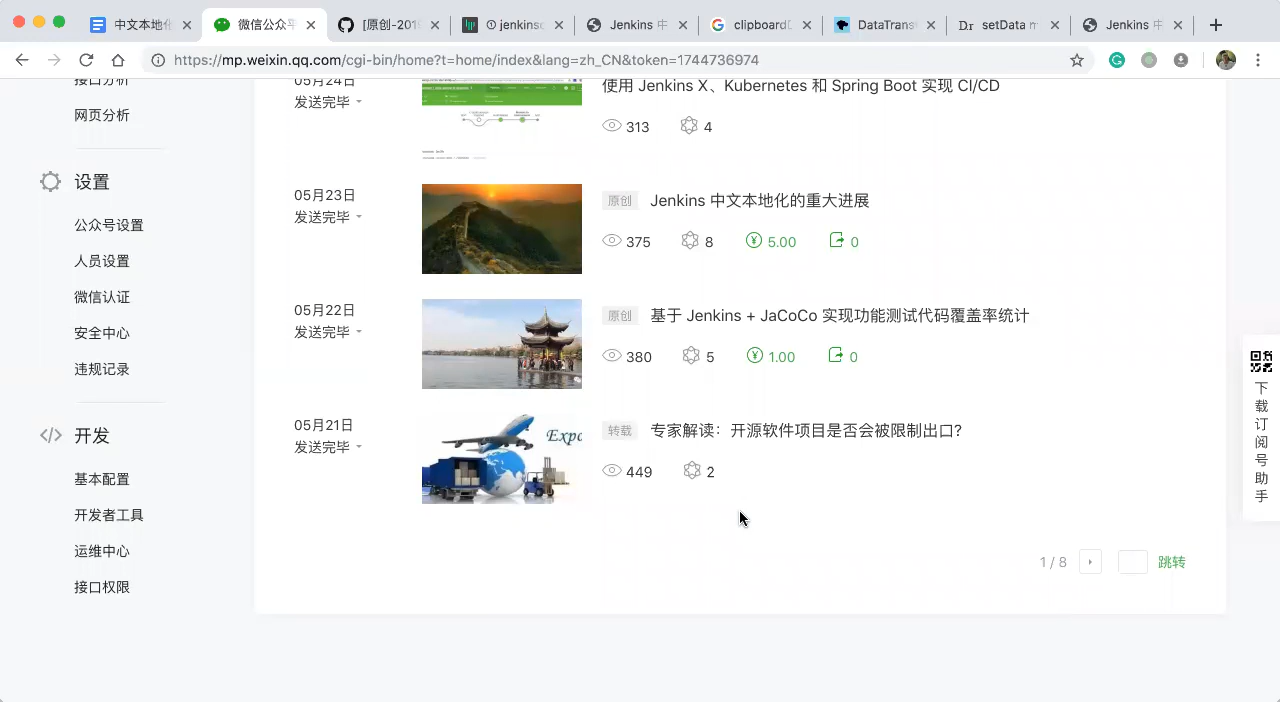 中文本地化
微信公众平
[原创-201
jenkinsc
Jenkins 中
clipboardD
DataTrans
Dr setData m
Jenkins 中
https://mp.weixin.qq.com/cgi-bin/home?t=home/index&lang=zh_CN&token=1744736974
接口分析
网页分析
设置
公众号设置
人员设置
微信认证
安全中心
违规记录
开发
基本配置
开发者工具
运维中心
接口权限
05月24日
发送完毕
使用 Jenkins X、Kubernetes 和 Spring Boot 实现 CI/CD
313 4
05月23日
发送完毕
原创 Jenkins 中文本地化的重大进展
375 8 ¥ 5.00 0
05月22日
发送完毕
原创 基于 Jenkins + JaCoCo 实现功能测试代码覆盖率统计
380 5 ¥ 1.00 0
05月21日
发送完毕
Expo
转载 专家解读：开源软件项目是否会被限制出口？
449 2
1 / 8 跳转
下载订阅号助手